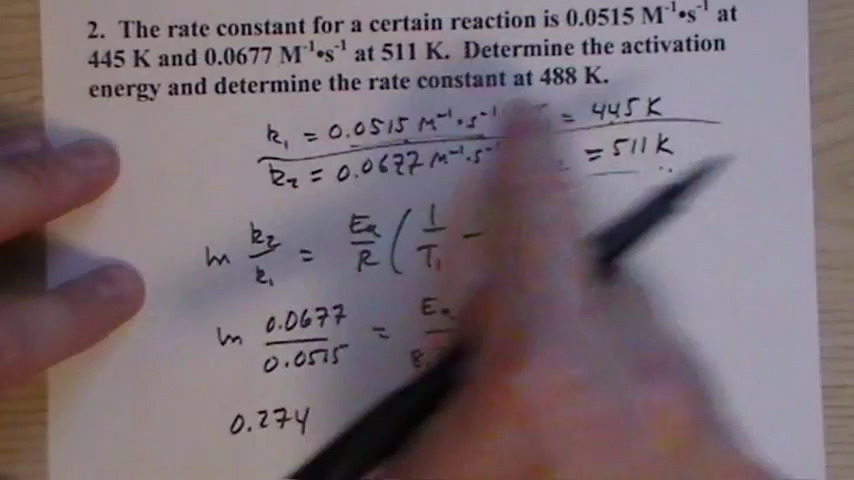 2. The rate constant for a certain reaction is 0.0515 M⁻¹•s⁻¹ at
445 K and 0.0677 M⁻¹•s⁻¹ at 511 K. Determine the activation
energy and determine the rate constant at 488 K.
k₁ = 0.0515 M⁻¹·s⁻¹ = 445 K
k₂ = 0.0677 M⁻¹·s⁻¹ = 511 K
ln k₂/k₁ = Eₐ/R ( 1/T₁ -
ln 0.0677/0.0515 = Eₐ/8.
0.274